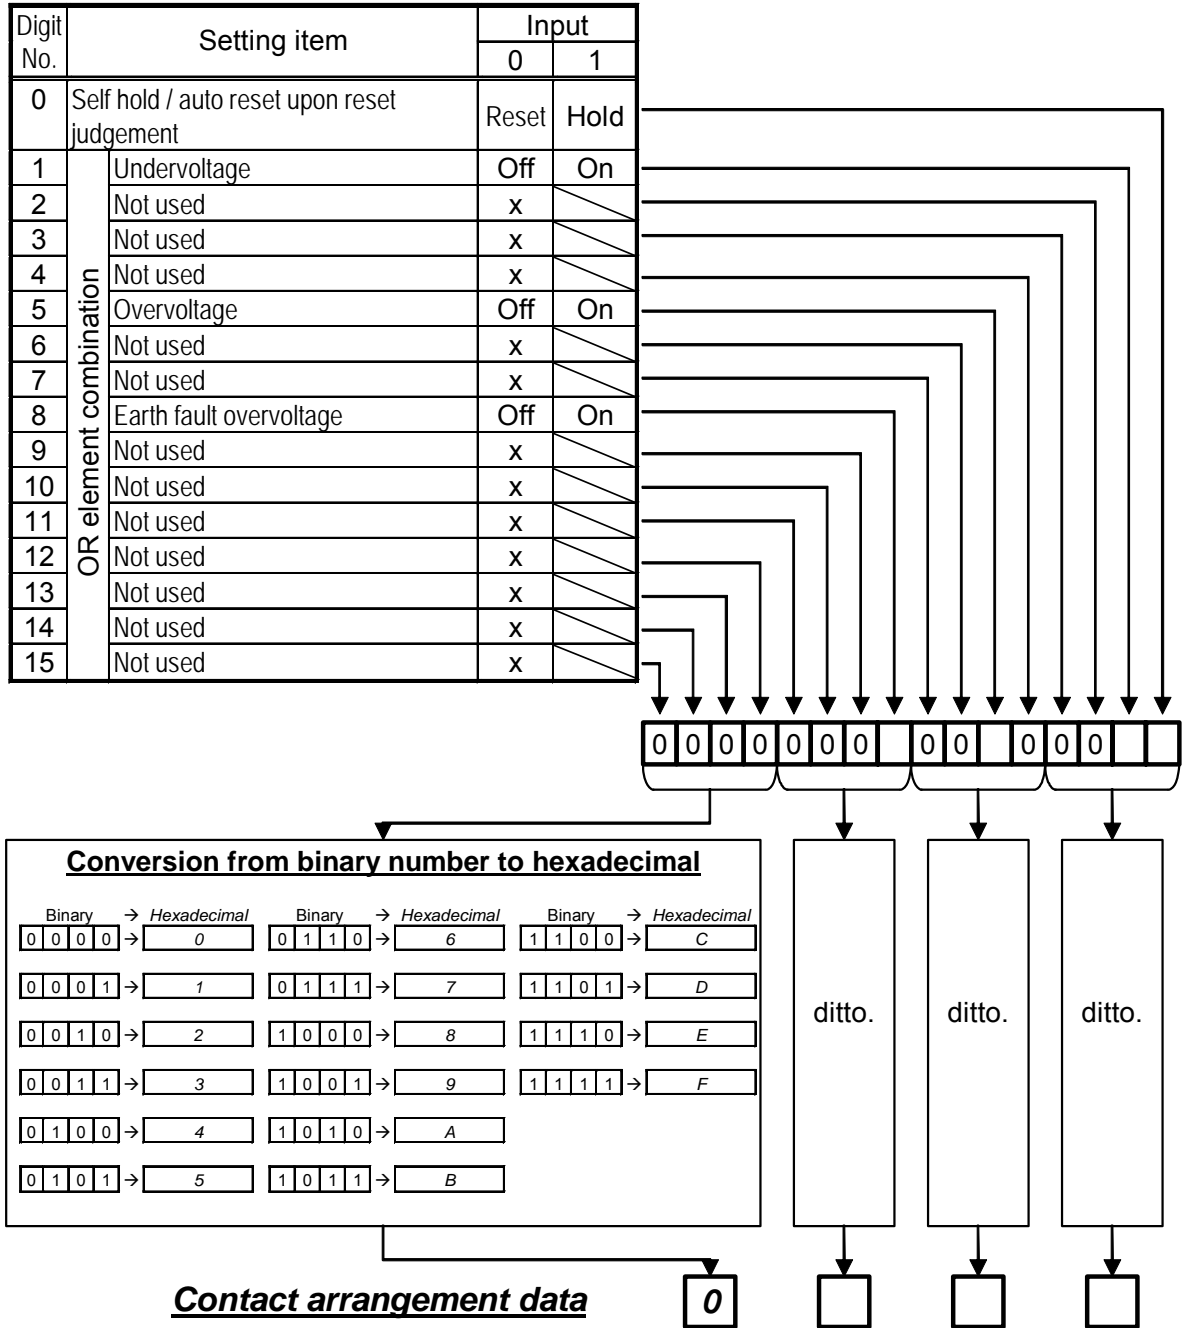 Digit No. Setting item Input
0 1
0 Self hold / auto reset upon reset judgement Reset Hold
OR element combination
1 Undervoltage Off On
2 Not used x
3 Not used x
4 Not used x
5 Overvoltage Off On
6 Not used x
7 Not used x
8 Earth fault overvoltage Off On
9 Not used x
10 Not used x
11 Not used x
12 Not used x
13 Not used x
14 Not used x
15 Not used x
0 0 0 0 0 0 0 0 0 0 0 0
Conversion from binary number to hexadecimal
Binary → Hexadecimal Binary → Hexadecimal Binary → Hexadecimal
0 0 0 0 → 0 0 1 1 0 → 6 1 1 0 0 → C
0 0 0 1 → 1 0 1 1 1 → 7 1 1 0 1 → D
0 0 1 0 → 2 1 0 0 0 → 8 1 1 1 0 → E
0 0 1 1 → 3 1 0 0 1 → 9 1 1 1 1 → F
0 1 0 0 → 4 1 0 1 0 → A
0 1 0 1 → 5 1 0 1 1 → B
ditto. ditto. ditto.
Contact arrangement data 0